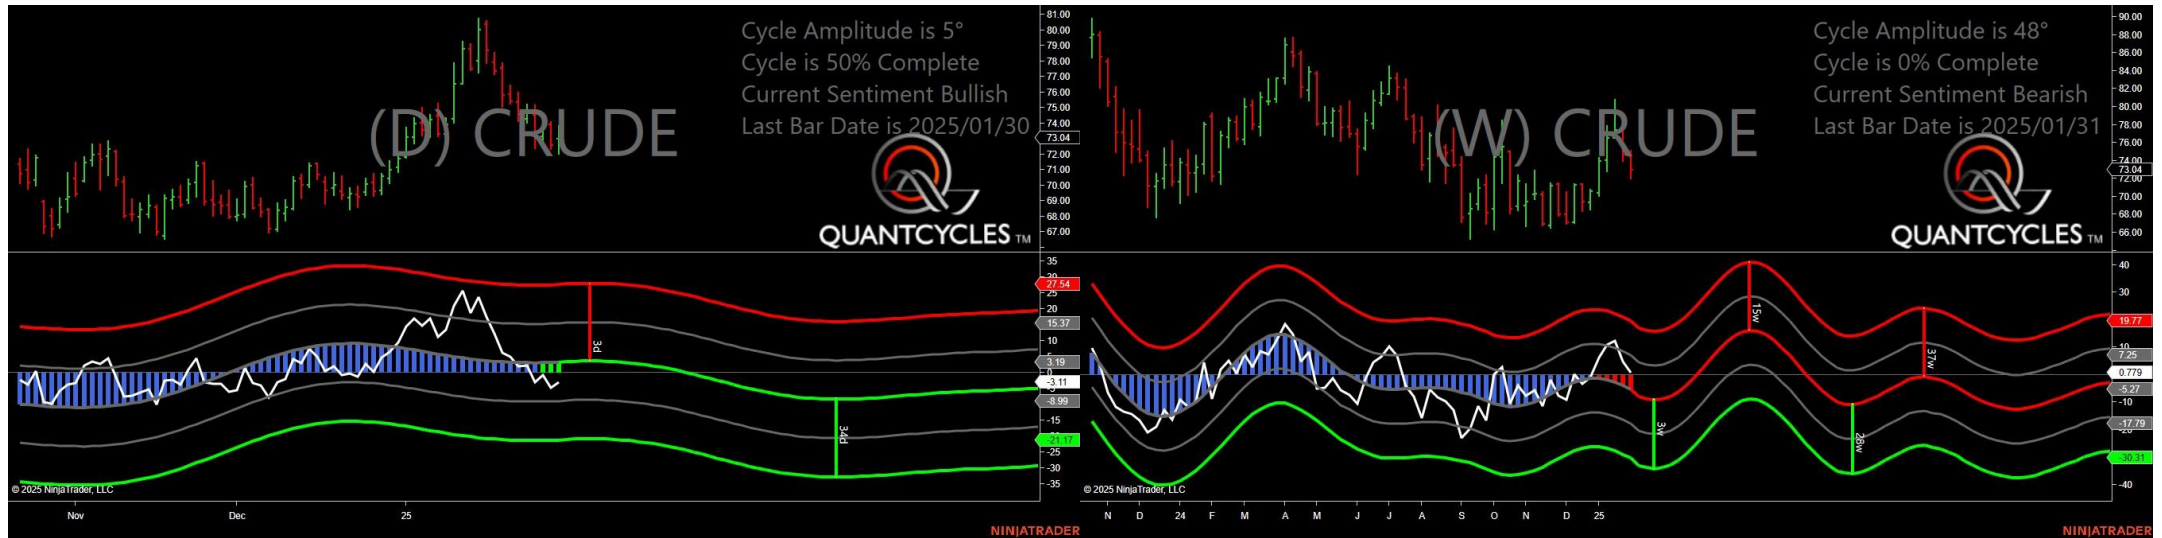 Cycle Amplitude is 5°
Cycle is 50% Complete
Current Sentiment Bullish
Last Bar Date is 2025/01/30
(D) CRUDE
QUANTCYCLES TM
81.00
80.00
79.00
78.00
77.00
76.00
75.00
74.00
73.04
72.00
71.00
70.00
69.00
68.00
67.00
35
30
27.54
25
20
15.37
10
3.19
0
-3.11
-8.99
-15
-21.17
-25
-30
-35
3d
34d
© 2025 NinjaTrader, LLC
Nov
Dec
25
NINJATRADER
Cycle Amplitude is 48°
Cycle is 0% Complete
Current Sentiment Bearish
Last Bar Date is 2025/01/31
(W) CRUDE
QUANTCYCLES TM
90.00
88.00
86.00
84.00
82.00
80.00
78.00
76.00
74.00
73.04
72.00
70.00
68.00
66.00
40
30
19.77
10
7.25
0.779
-5.27
-10
-17.79
-30.31
-40
15w
37w
3w
28w
© 2025 NinjaTrader, LLC
N D 24 F M A M J J A S O N D 25
NINJATRADER